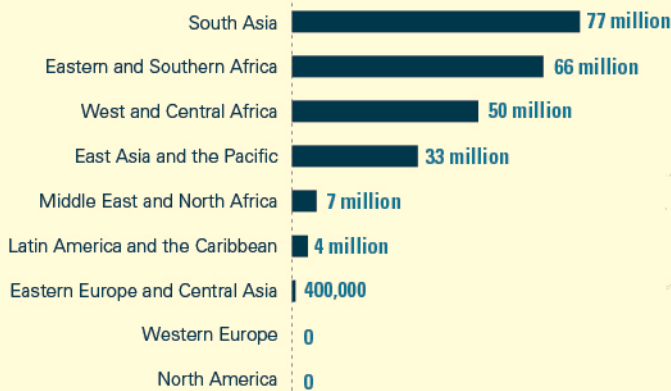 South Asia 77 million
Eastern and Southern Africa 66 million
West and Central Africa 50 million
East Asia and the Pacific 33 million
Middle East and North Africa 7 million
Latin America and the Caribbean 4 million
Eastern Europe and Central Asia 400,000
Western Europe 0
North America 0